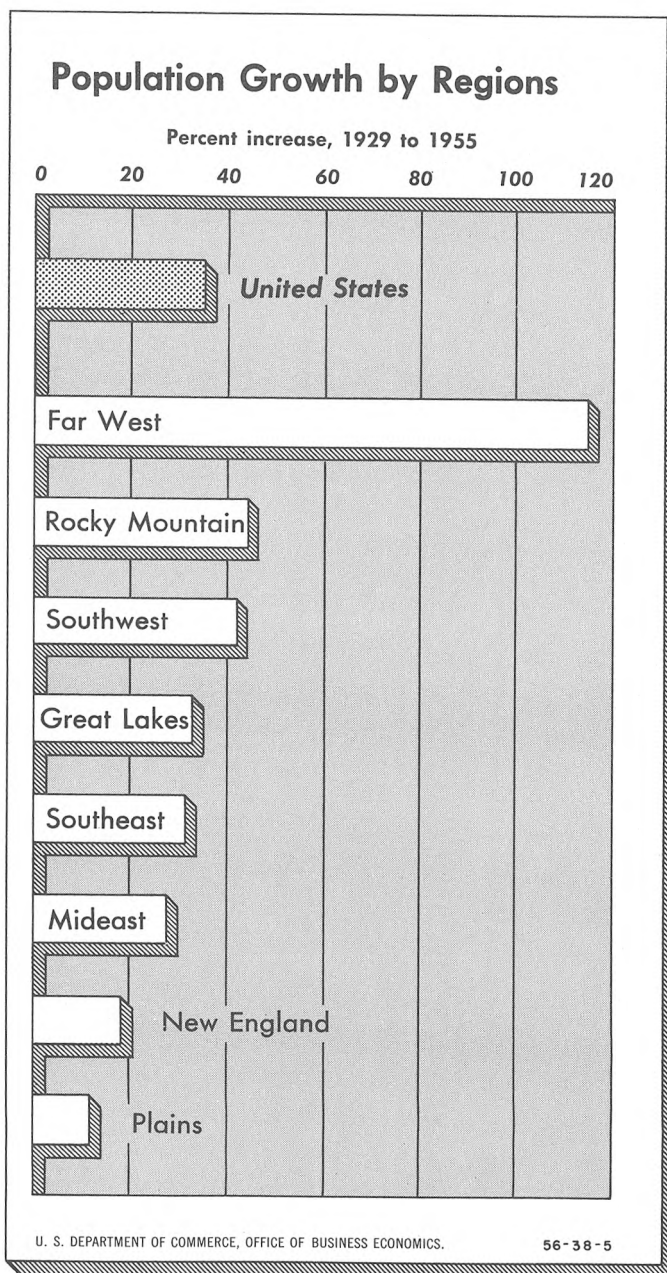 Population Growth by Regions
Percent increase, 1929 to 1955
0 20 40 60 80 100 120
United States
Far West
Rocky Mountain
Southwest
Great Lakes
Southeast
Mideast
New England
Plains
U. S. DEPARTMENT OF COMMERCE, OFFICE OF BUSINESS ECONOMICS. 56-38-5